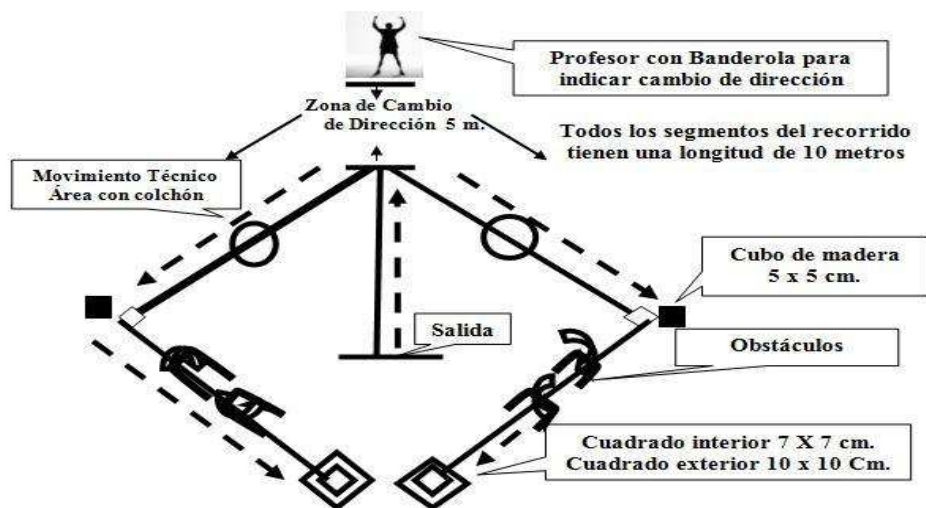 Profesor con Banderola para
indicar cambio de dirección
Zona de Cambio
de Dirección 5 m.
Todos los segmentos del recorrido
tienen una longitud de 10 metros
Movimiento Técnico
Área con colchón
Cubo de madera
5 x 5 cm.
Salida
Obstáculos
Cuadrado interior 7 X 7 cm.
Cuadrado exterior 10 x 10 Cm.